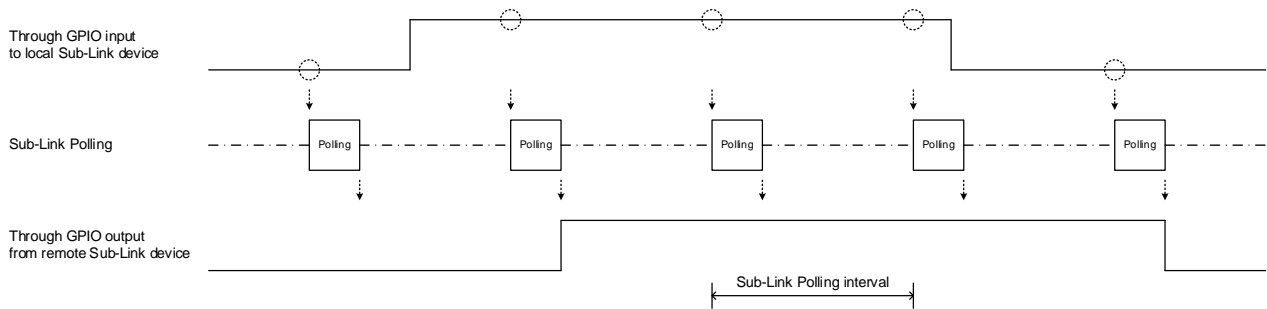 Through GPIO input
to local Sub-Link device
Sub-Link Polling
Polling
Polling
Polling
Polling
Polling
Through GPIO output
from remote Sub-Link device
Sub-Link Polling interval